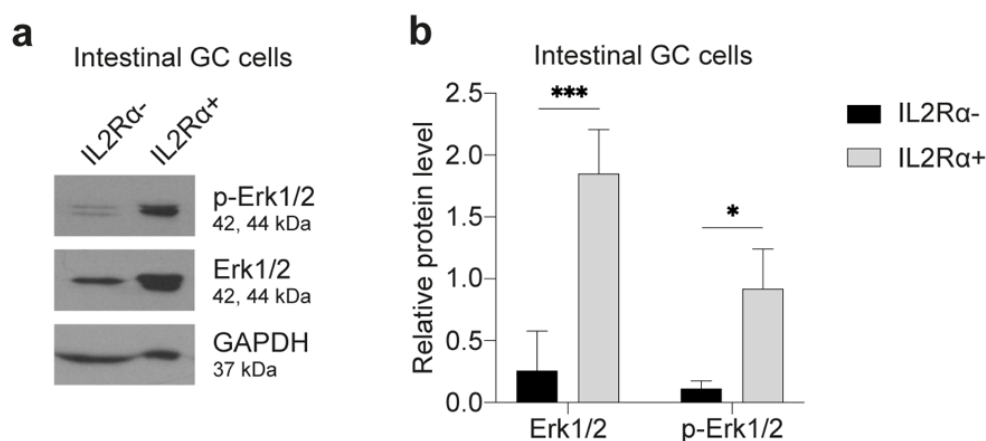 a
Intestinal GC cells
IL2Rα-
IL2Rα+
p-Erk1/2
42, 44 kDa
Erk1/2
42, 44 kDa
GAPDH
37 kDa
b
Intestinal GC cells
Relative protein level
2.5
2.0
1.5
1.0
0.5
0.0
***
*
Erk1/2
p-Erk1/2
IL2Rα-
IL2Rα+